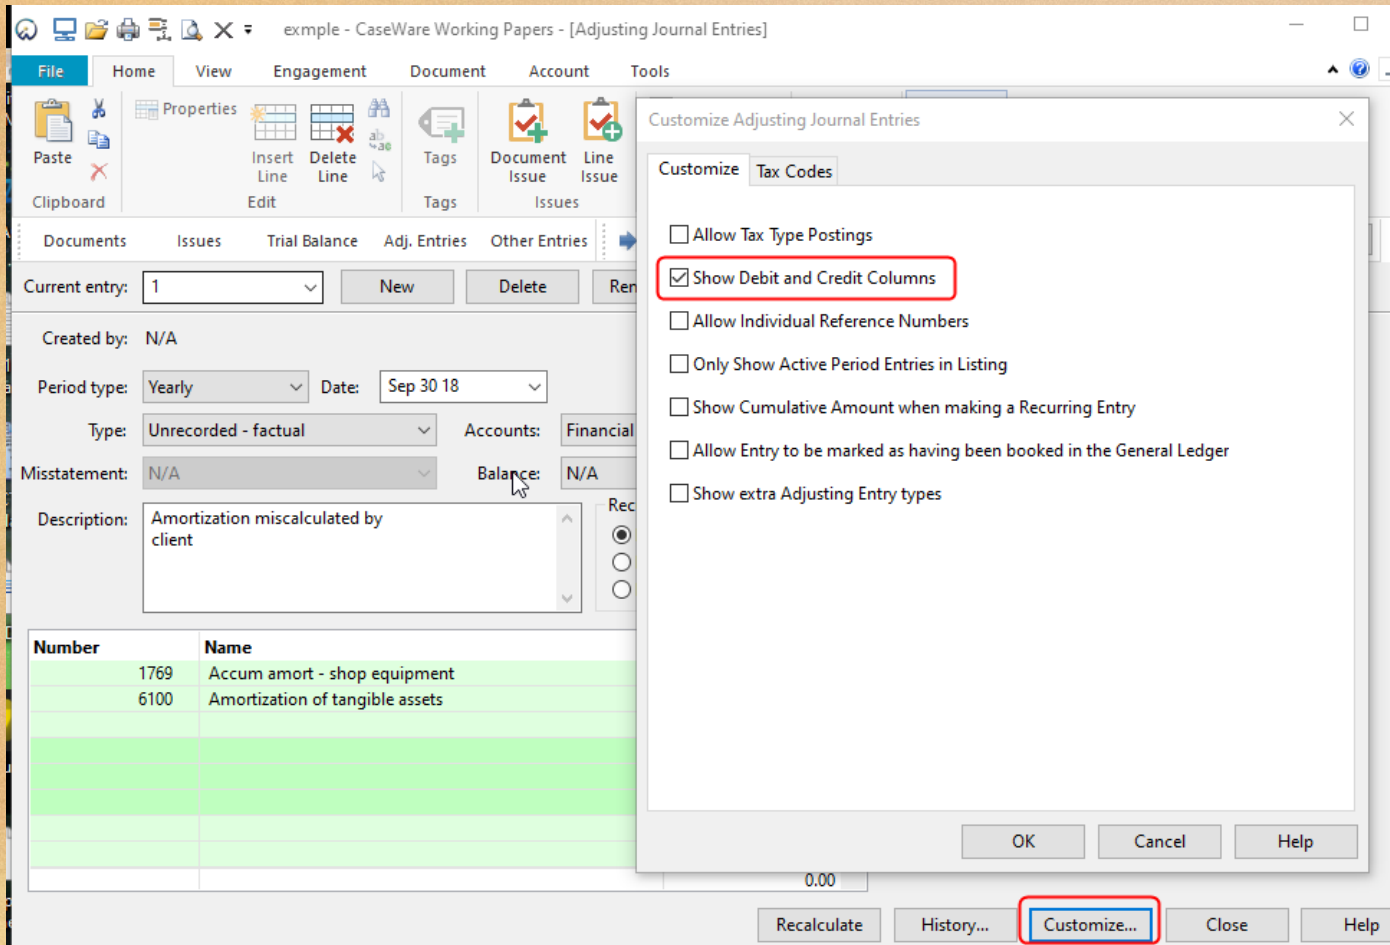 exmple - CaseWare Working Papers - [Adjusting Journal Entries]
File Home View Engagement Document Account Tools
Paste
Clipboard
Properties
Insert Line
Delete Line
Edit
Tags
Tags
Document Issue
Line Issue
Issues
Documents Issues Trial Balance Adj. Entries Other Entries
Current entry: 1 New Delete
Created by: N/A
Period type: Yearly Date: Sep 30 18
Type: Unrecorded - factual Accounts: Financial
Misstatement: N/A Balance: N/A
Description: Amortization miscalculated by
client
Number Name
1769 Accum amort - shop equipment
6100 Amortization of tangible assets
0.00
Recalculate History... Customize... Close Help
Customize Adjusting Journal Entries
Customize Tax Codes
Allow Tax Type Postings
Show Debit and Credit Columns
Allow Individual Reference Numbers
Only Show Active Period Entries in Listing
Show Cumulative Amount when making a Recurring Entry
Allow Entry to be marked as having been booked in the General Ledger
Show extra Adjusting Entry types
OK Cancel Help